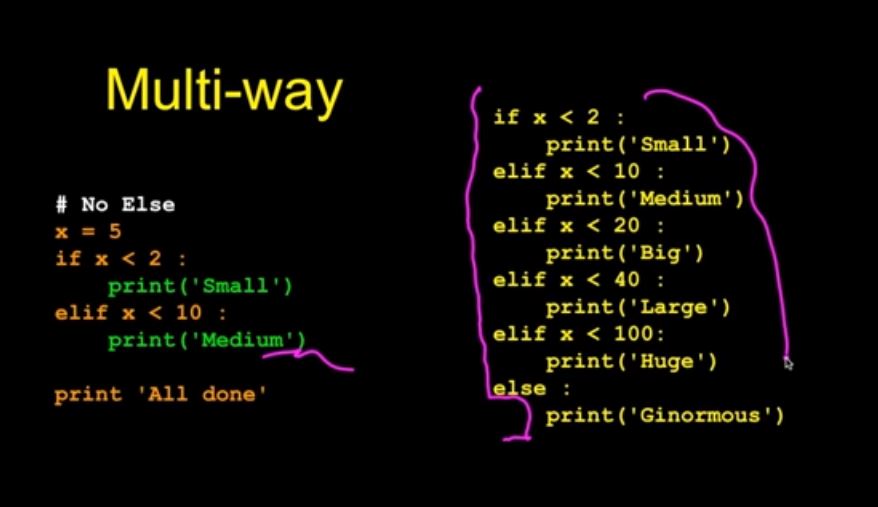 Multi-way
# No Else
x = 5
if x < 2 :
    print('Small')
elif x < 10 :
    print('Medium')
print 'All done'
if x < 2 :
    print('Small')
elif x < 10 :
    print('Medium')
elif x < 20 :
    print('Big')
elif x < 40 :
    print('Large')
elif x < 100:
    print('Huge')
else :
    print('Ginormous')